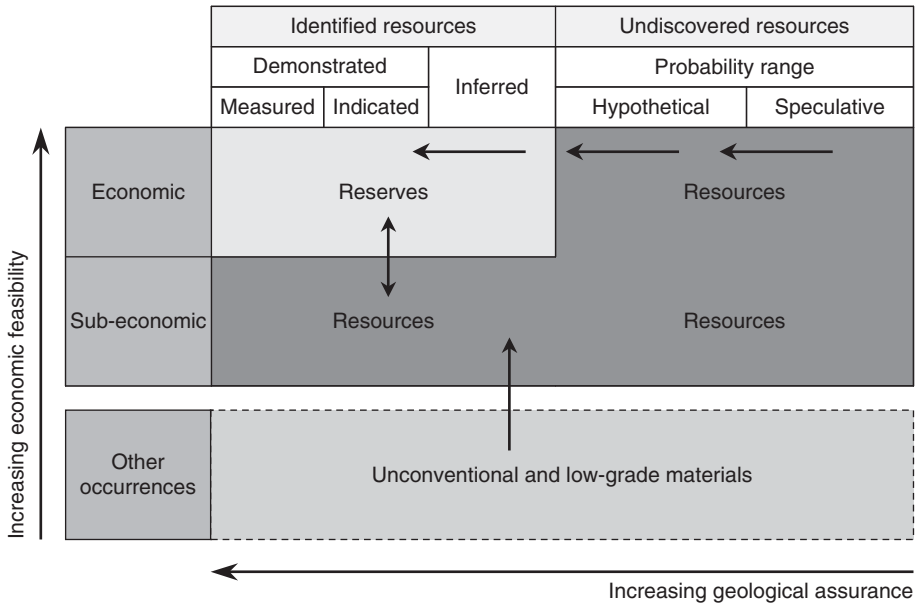 Identified resources
Undiscovered resources
Demonstrated
Inferred
Probability range
Measured
Indicated
Hypothetical
Speculative
Increasing economic feasibility
Economic
Reserves
Resources
Sub-economic
Resources
Resources
Other
occurrences
Unconventional and low-grade materials
Increasing geological assurance